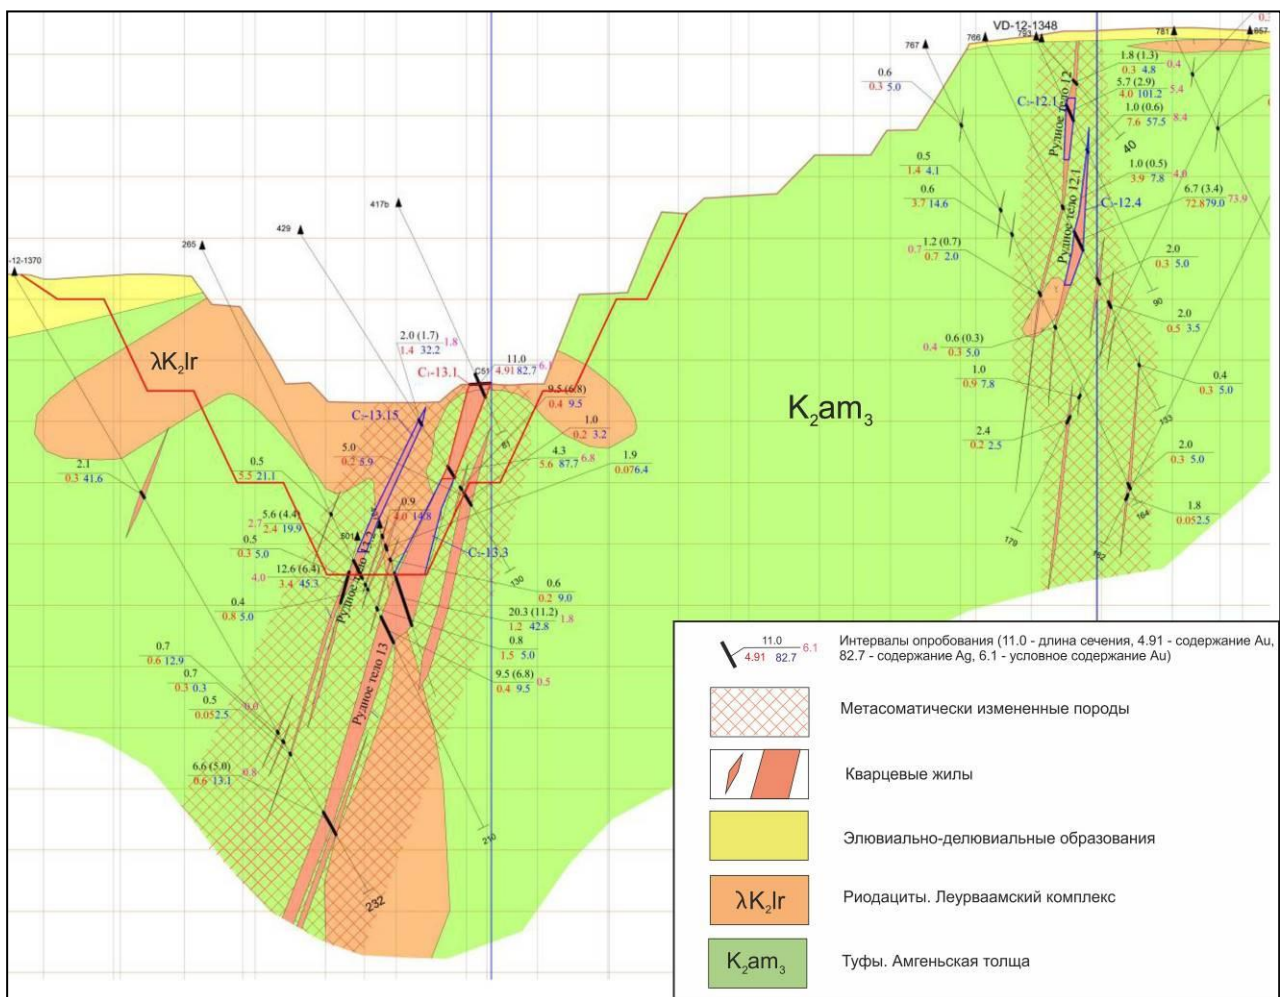 VD-12-1348
793
766
767
781
857
0.6
0.3 5.0
1.8 (1.3) 0.4
0.3 4.8
5.7 (2.9) 5.4
4.0 101.2
1.0 (0.6) 8.4
7.6 57.5
Рудное тело 12
40
0.5
1.4 4.1
0.6
3.7 14.6
1.0 (0.5)
3.9 7.8
6.7 (3.4) 73.9
72.8 79.0
Рудное тело 12.1
0.7 1.2 (0.7)
0.7 2.0
2.0
0.3 5.0
90
2.0
0.5 3.5
0.6 (0.3)
0.4 0.3 5.0
1.0
0.9 7.8
0.4
0.3 5.0
133
2.4
0.2 2.5
2.0
0.3 5.0
1.8
0.05 2.5
164
162
179
417b
429
265
-12-1370
λK₂lr
K₂am₃
2.0 (1.7) 1.8
1.4 32.2
C₁-13.1
C51
11.0 6.1
4.91 82.7
9.5 (6.8)
0.4 9.5
1.0
0.2 3.2
81
4.3 6.8
5.6 87.7
1.9
0.07 6.4
5.0
0.2 5.9
2.1
0.3 41.6
0.5
5.5 21.1
0.9
4.0 14.8
5.6 (4.4)
2.7 2.4 19.9
501
Рудное тело 13.2
0.5
0.3 5.0
12.6 (6.4)
4.0 3.4 45.3
130
0.6
0.2 9.0
0.4
0.8 5.0
20.3 (11.2) 1.8
1.2 42.8
0.8
1.5 5.0
9.5 (6.8) 0.5
0.4 9.5
Рудное тело 13
0.7
0.6 12.9
0.7
0.3 0.3
0.5 0.0
0.05 2.5
6.6 (5.0) 0.8
0.6 13.1
210
232
11.0 6.1
4.91 82.7
Интервалы опробования (11.0 - длина сечения, 4.91 - содержание Au,
82.7 - содержание Ag, 6.1 - условное содержание Au)
Метасоматически измененные породы
Кварцевые жилы
Элювиально-делювиальные образования
λK₂lr
Риодациты. Леурваамский комплекс
K₂am₃
Туфы. Амгеньская толща